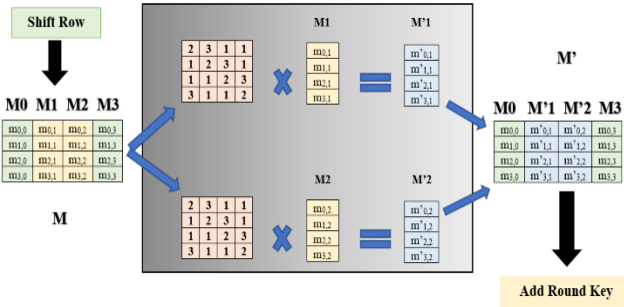 Shift Row
M0 M1 M2 M3
m0,0 m0,1 m0,2 m0,3
m1,0 m1,1 m1,2 m1,3
m2,0 m2,1 m2,2 m2,3
m3,0 m3,1 m3,2 m3,3
M
M1
M'1
2 3 1 1
1 2 3 1
1 1 2 3
3 1 1 2
m0,1
m1,1
m2,1
m3,1
m'0,1
m'1,1
m'2,1
m'3,1
M2
M'2
2 3 1 1
1 2 3 1
1 1 2 3
3 1 1 2
m0,2
m1,2
m2,2
m3,2
m'0,2
m'1,2
m'2,2
m'3,2
M'
M0 M'1 M'2 M3
m0,0 m'0,1 m'0,2 m0,3
m1,0 m'1,1 m'1,2 m1,3
m2,0 m'2,1 m'2,2 m2,3
m3,0 m'3,1 m'3,2 m3,3
Add Round Key